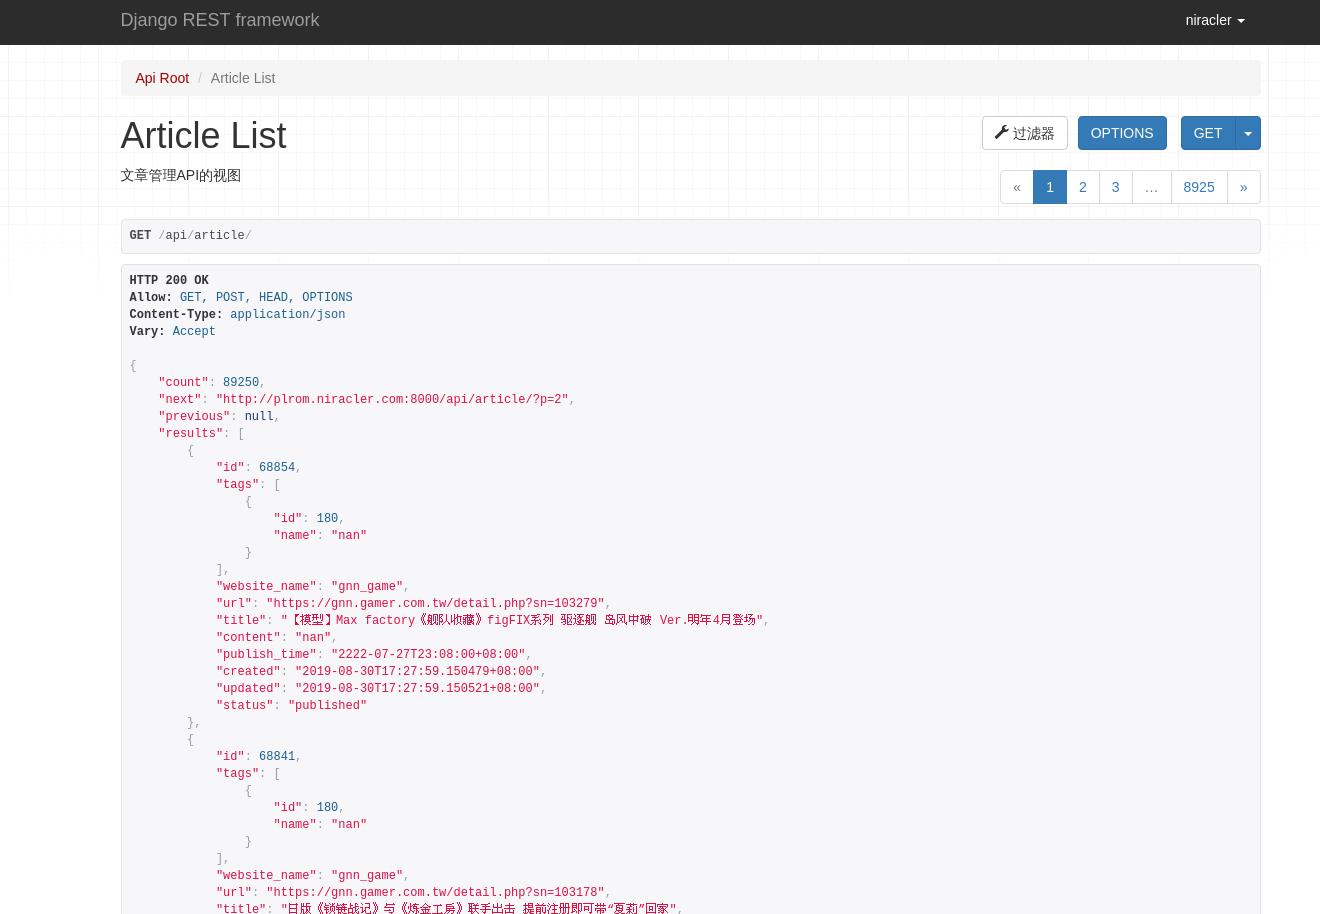 Django REST framework
niracler
Api Root / Article List
Article List
过滤器
OPTIONS
GET
文章管理API的视图
« 1 2 3 … 8925 »
GET /api/article/
HTTP 200 OK
Allow: GET, POST, HEAD, OPTIONS
Content-Type: application/json
Vary: Accept
{
"count": 89250,
"next": "http://plrom.niracler.com:8000/api/article/?p=2",
"previous": null,
"results": [
{
"id": 68854,
"tags": [
{
"id": 180,
"name": "nan"
}
],
"website_name": "gnn_game",
"url": "https://gnn.gamer.com.tw/detail.php?sn=103279",
"title": "【模型】Max factory《舰队收藏》figFIX系列 驱逐舰 岛风中破 Ver.明年4月登场",
"content": "nan",
"publish_time": "2222-07-27T23:08:00+08:00",
"created": "2019-08-30T17:27:59.150479+08:00",
"updated": "2019-08-30T17:27:59.150521+08:00",
"status": "published"
},
{
"id": 68841,
"tags": [
{
"id": 180,
"name": "nan"
}
],
"website_name": "gnn_game",
"url": "https://gnn.gamer.com.tw/detail.php?sn=103178",
"title": "日版《锁链战记》与《炼金工房》联手出击 提前注册即可带“夏莉”回家",